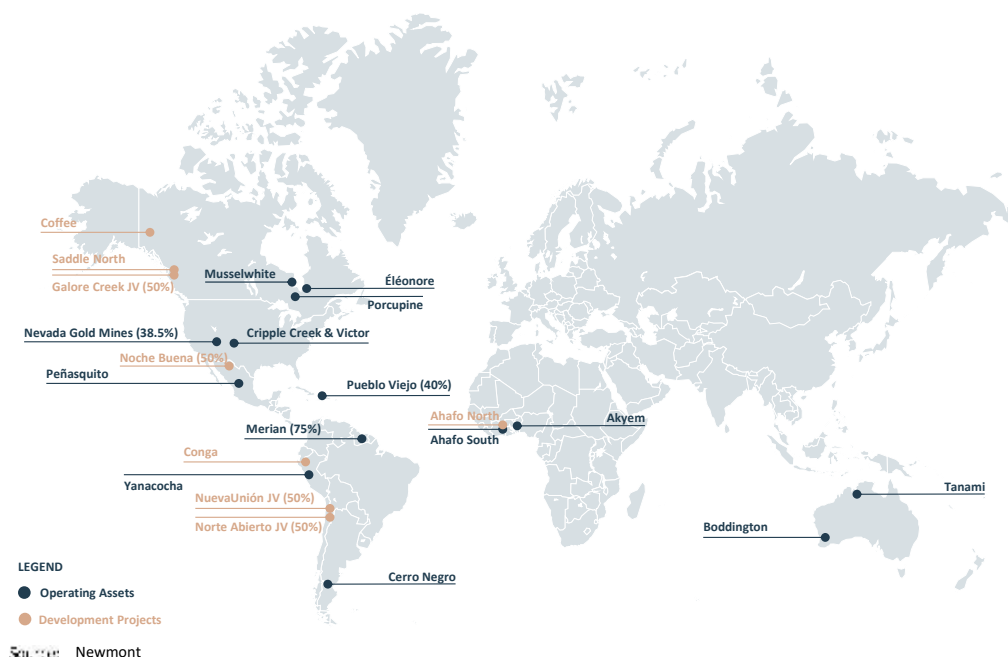 Coffee
Saddle North
Galore Creek JV (50%)
Musselwhite
Éléonore
Porcupine
Nevada Gold Mines (38.5%)
Cripple Creek & Victor
Noche Buena (50%)
Peñasquito
Pueblo Viejo (40%)
Merian (75%)
Ahafo North
Ahafo South
Akyem
Conga
Yanacocha
NuevaUnión JV (50%)
Norte Abierto JV (50%)
Tanami
Boddington
Cerro Negro
LEGEND
Operating Assets
Development Projects
Newmont